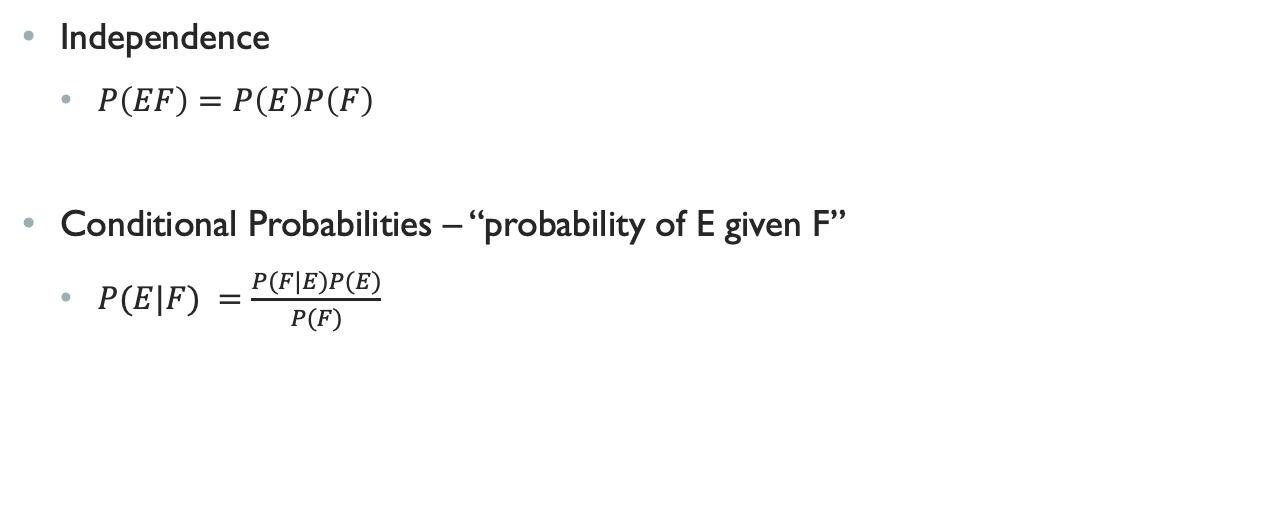 • Independence
• P(EF) = P(E)P(F)
• Conditional Probabilities – “probability of E given F”
• P(E|F) = P(F|E)P(E) / P(F)